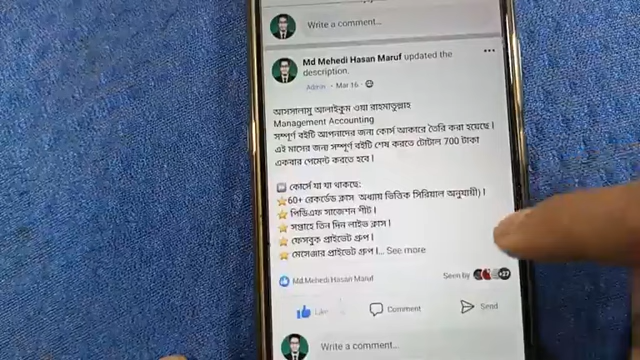 Write a comment...
Md Mehedi Hasan Maruf updated the
description.
Admin · Mar 16 ·
আসসালামু আলাইকুম ওয়া রাহমাতুল্লাহ
Management Accounting
সম্পূর্ণ বইটি আপনাদের জন্য কোর্স আকারে তৈরি করা হয়েছে।
এই মাসের জন্য সম্পূর্ণ বইটি শেষ করতে টোটাল 700 টাকা
একবার পেমেন্ট করতে হবে।
কোর্সে যা যা থাকছে:
60+ রেকর্ডেড ক্লাস অধ্যায় ভিত্তিক সিরিয়াল অনুযায়ী)।
পিডিএফ সাজেশন শীট।
সপ্তাহে তিন দিন লাইভ ক্লাস।
ফেসবুক প্রাইভেট গ্রুপ।
মেসেঞ্জার প্রাইভেট গ্রুপ।... See more
Md.Mehedi Hasan Maruf
Seen by +37
Like Comment Send
Write a comment...